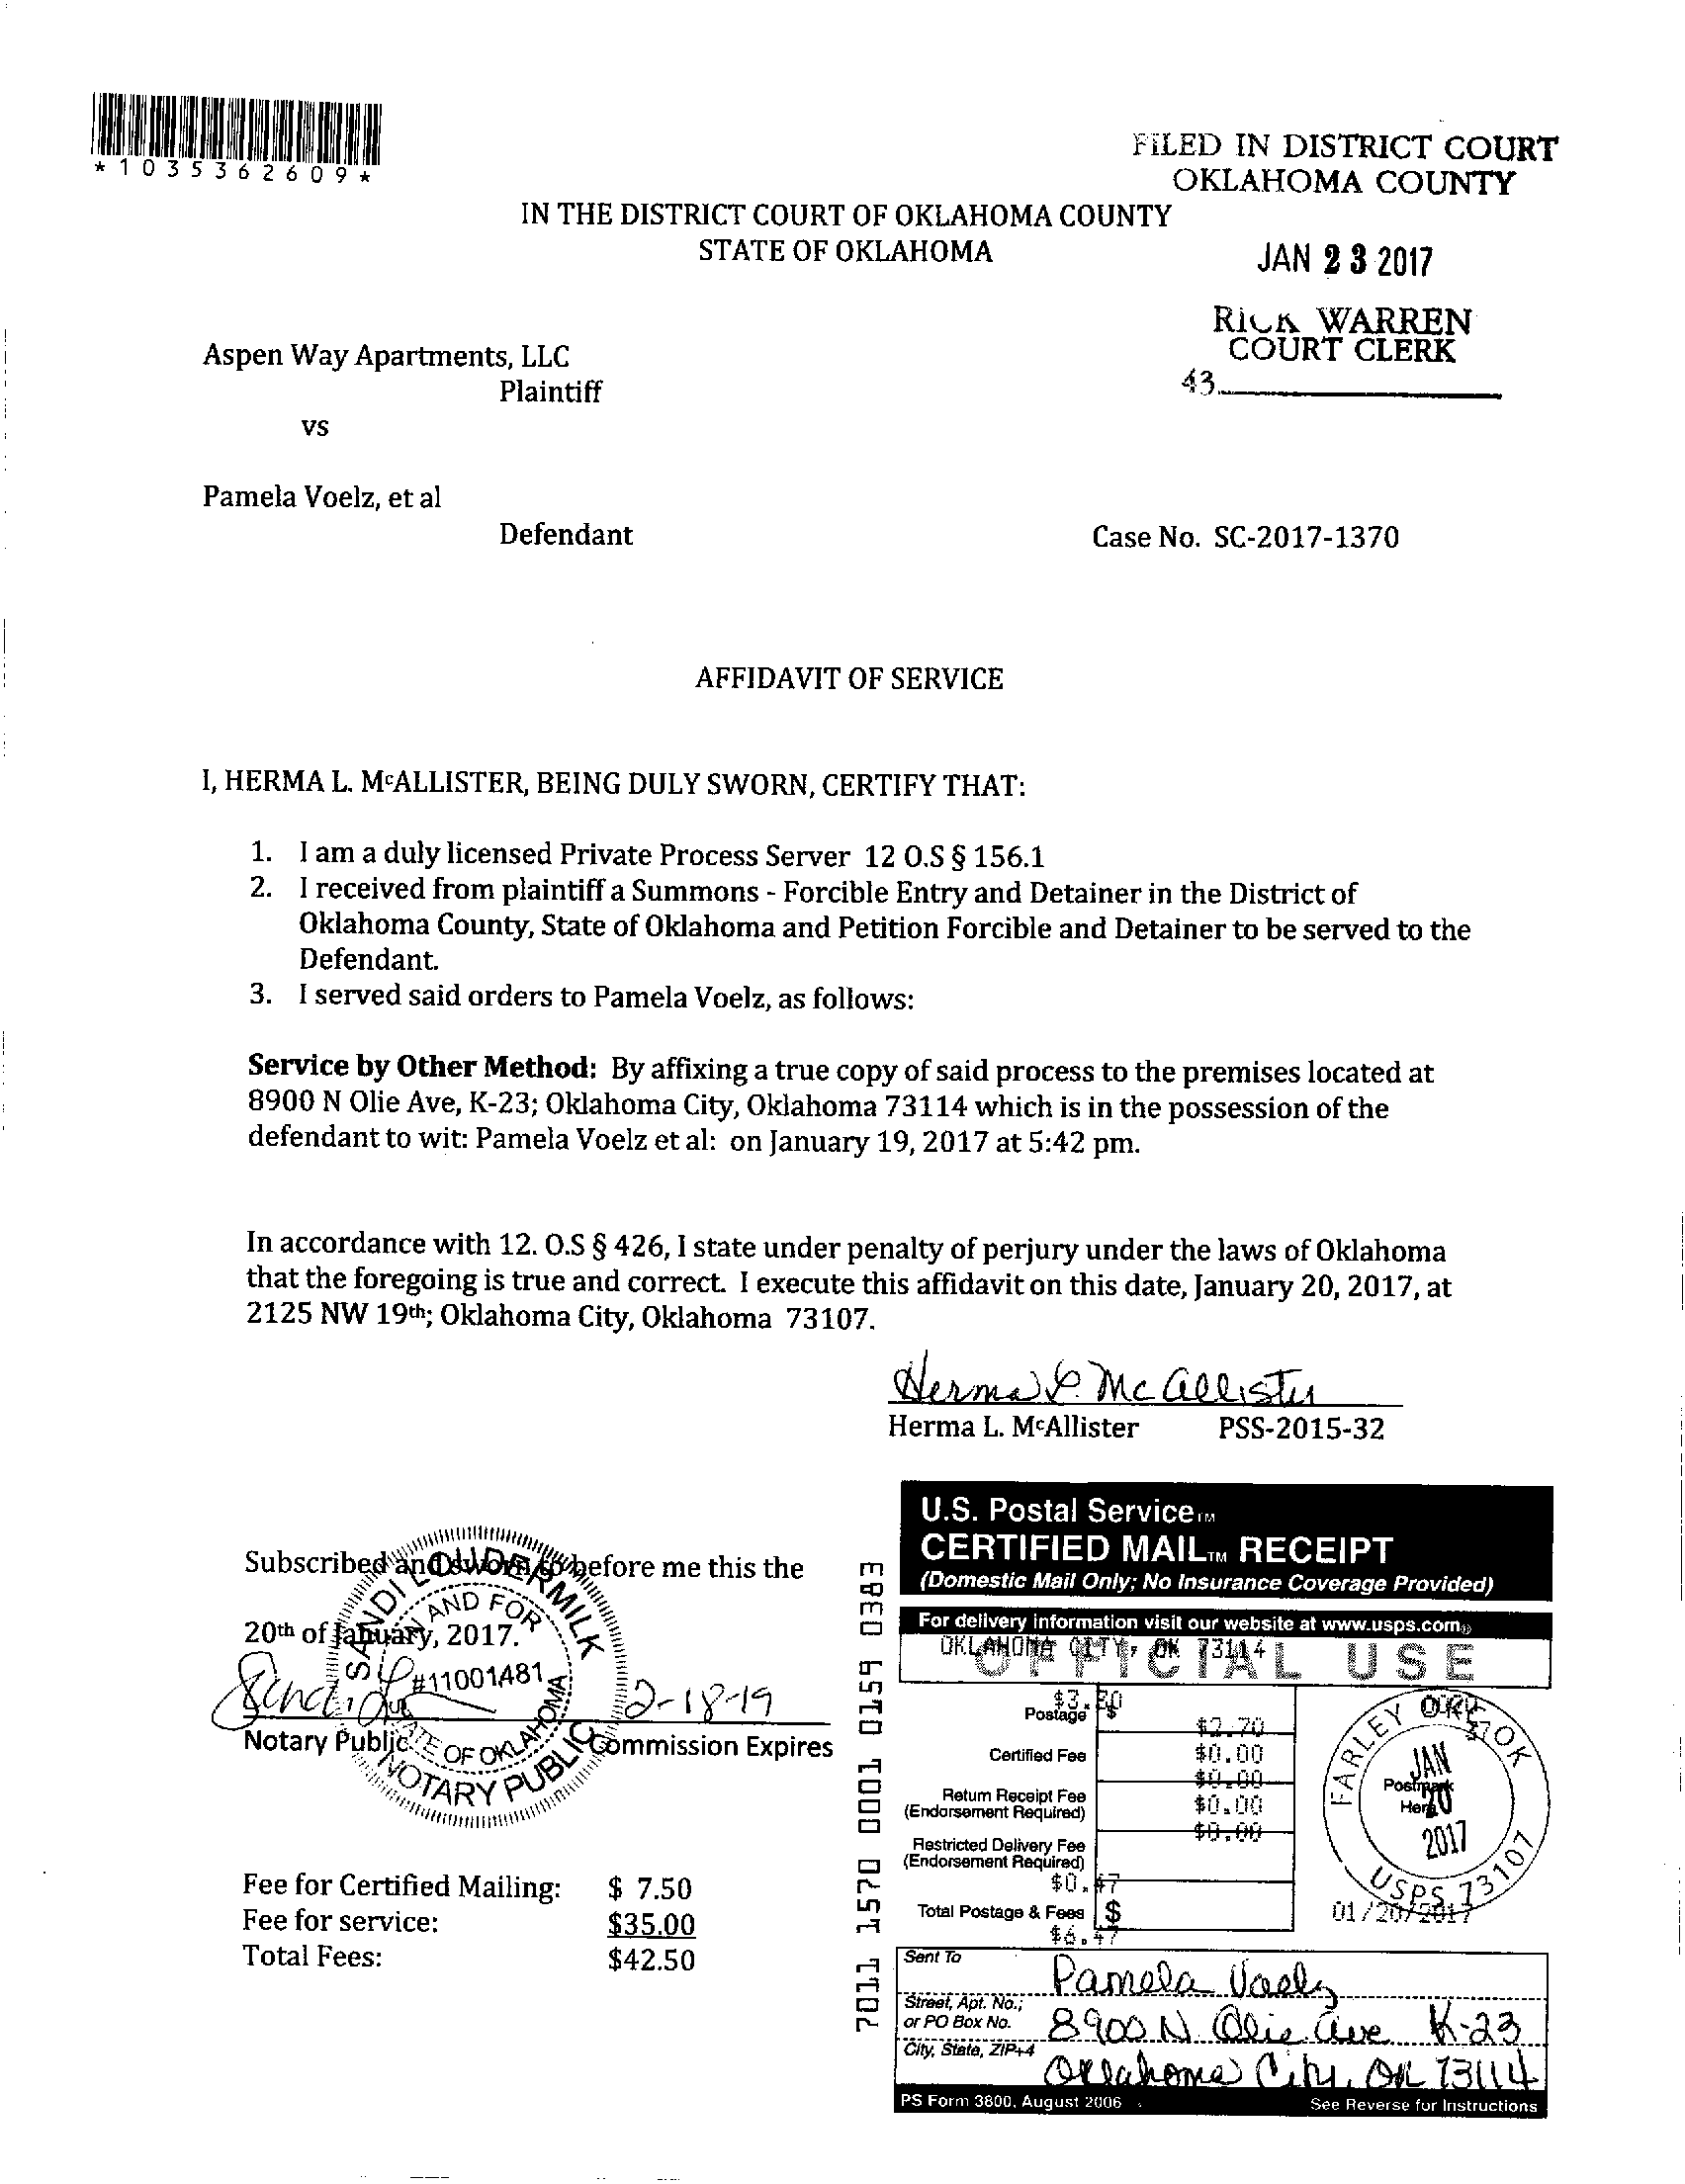 *1035362609*
FILED IN DISTRICT COURT
OKLAHOMA COUNTY
IN THE DISTRICT COURT OF OKLAHOMA COUNTY
STATE OF OKLAHOMA
JAN 23 2017
RICK WARREN
COURT CLERK
43
Aspen Way Apartments, LLC
Plaintiff
vs
Pamela Voelz, et al
Defendant
Case No. SC-2017-1370
AFFIDAVIT OF SERVICE
I, HERMA L. McALLISTER, BEING DULY SWORN, CERTIFY THAT:
1. I am a duly licensed Private Process Server 12 O.S § 156.1
2. I received from plaintiff a Summons - Forcible Entry and Detainer in the District of
Oklahoma County, State of Oklahoma and Petition Forcible and Detainer to be served to the
Defendant.
3. I served said orders to Pamela Voelz, as follows:
Service by Other Method: By affixing a true copy of said process to the premises located at
8900 N Olie Ave, K-23; Oklahoma City, Oklahoma 73114 which is in the possession of the
defendant to wit: Pamela Voelz et al: on January 19, 2017 at 5:42 pm.
In accordance with 12. O.S § 426, I state under penalty of perjury under the laws of Oklahoma
that the foregoing is true and correct. I execute this affidavit on this date, January 20, 2017, at
2125 NW 19th; Oklahoma City, Oklahoma 73107.
Herma L. McAllister
Herma L. McAllister PSS-2015-32
Subscribed and sworn to before me this the
20th of January, 2017.
2-18-19
Notary Public Commission Expires
SANDI LOUDERMILK
IN AND FOR
#11001481
STATE OF OKLAHOMA
NOTARY PUBLIC
Fee for Certified Mailing: $ 7.50
Fee for service: $35.00
Total Fees: $42.50
7011 1570 0001 0159 0383
U.S. Postal Service™
CERTIFIED MAIL™ RECEIPT
(Domestic Mail Only; No Insurance Coverage Provided)
For delivery information visit our website at www.usps.com®
OKLAHOMA CITY, OK 73114
OFFICIAL USE
Postage $
Certified Fee
$2.70
$0.00
$0.00
Return Receipt Fee
(Endorsement Required)
$0.00
$0.00
Restricted Delivery Fee
(Endorsement Required)
$0.47
Total Postage & Fees $
$6.47
FARLEY OKC, OK
JAN
20
2017
Postmark
Here
USPS 73107
01/20/2017
Sent To
Pamela Voelz
Street, Apt. No.;
or PO Box No.
8900 N. Olie Ave K-23
City, State, ZIP+4
Oklahoma City, OK 73114
PS Form 3800, August 2006
See Reverse for Instructions